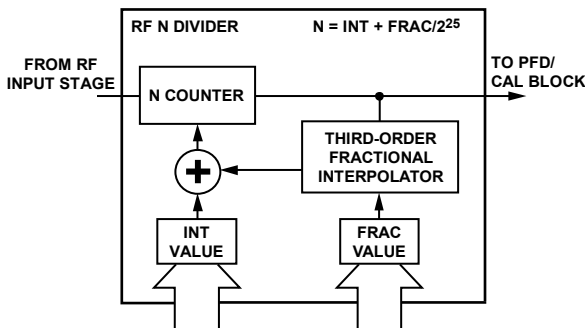 RF N DIVIDER
N = INT + FRAC/2²⁵
FROM RF
INPUT STAGE
TO PFD/
CAL BLOCK
N COUNTER
THIRD-ORDER
FRACTIONAL
INTERPOLATOR
+
INT
VALUE
FRAC
VALUE